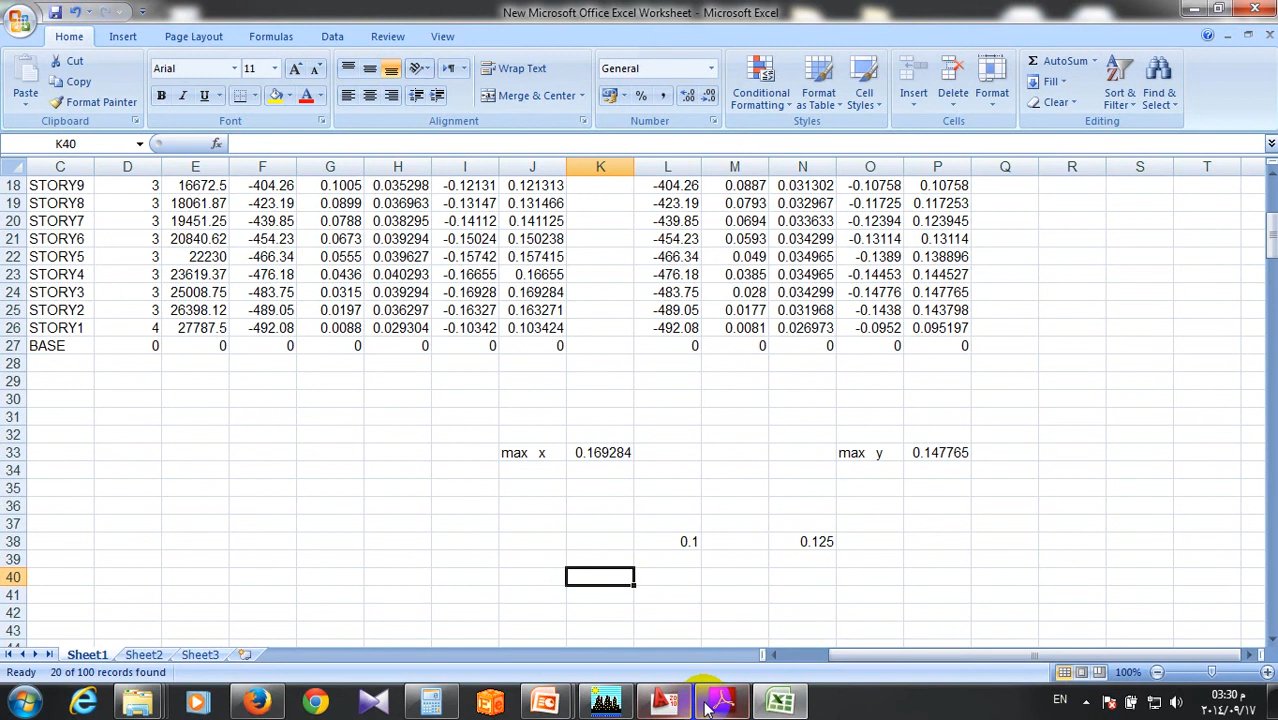 New Microsoft Office Excel Worksheet - Microsoft Excel
Home Insert Page Layout Formulas Data Review View
Paste Cut Copy Format Painter Clipboard
Arial 11 B I U A Font
Wrap Text Merge & Center Alignment
General % , Number
Conditional Formatting Format as Table Cell Styles Styles
Insert Delete Format Cells
AutoSum Fill Clear Sort & Filter Find & Select Editing
K40 fx
C D E F G H I J K L M N O P Q R S T
18 STORY9 3 16672.5 -404.26 0.1005 0.035298 -0.12131 0.121313 -404.26 0.0887 0.031302 -0.10758 0.10758
19 STORY8 3 18061.87 -423.19 0.0899 0.036963 -0.13147 0.131466 -423.19 0.0793 0.032967 -0.11725 0.117253
20 STORY7 3 19451.25 -439.85 0.0788 0.038295 -0.14112 0.141125 -439.85 0.0694 0.033633 -0.12394 0.123945
21 STORY6 3 20840.62 -454.23 0.0673 0.039294 -0.15024 0.150238 -454.23 0.0593 0.034299 -0.13114 0.13114
22 STORY5 3 22230 -466.34 0.0555 0.039627 -0.15742 0.157415 -466.34 0.049 0.034965 -0.1389 0.138896
23 STORY4 3 23619.37 -476.18 0.0436 0.040293 -0.16655 0.16655 -476.18 0.0385 0.034965 -0.14453 0.144527
24 STORY3 3 25008.75 -483.75 0.0315 0.039294 -0.16928 0.169284 -483.75 0.028 0.034299 -0.14776 0.147765
25 STORY2 3 26398.12 -489.05 0.0197 0.036297 -0.16327 0.163271 -489.05 0.0177 0.031968 -0.1438 0.143798
26 STORY1 4 27787.5 -492.08 0.0088 0.029304 -0.10342 0.103424 -492.08 0.0081 0.026973 -0.0952 0.095197
27 BASE 0 0 0 0 0 0 0 0 0 0 0 0
28
29
30
31
32
33 max x 0.169284 max y 0.147765
34
35
36
37
38 0.1 0.125
39
40
41
42
43
Sheet1 Sheet2 Sheet3
Ready 20 of 100 records found 100%
EN 03:30 م
٢٠١٤/٠٩/١٧